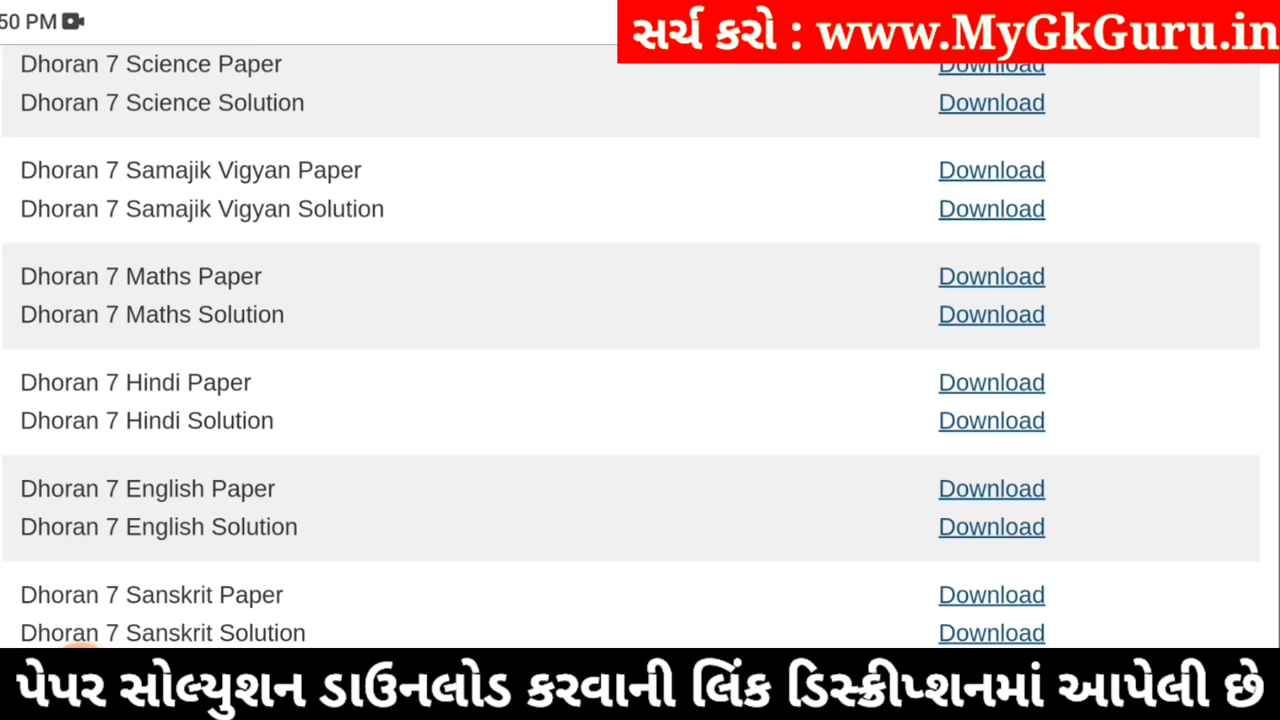 50 PM
સર્ચ કરો : www.MyGkGuru.in
Dhoran 7 Science Paper Download
Dhoran 7 Science Solution Download
Dhoran 7 Samajik Vigyan Paper Download
Dhoran 7 Samajik Vigyan Solution Download
Dhoran 7 Maths Paper Download
Dhoran 7 Maths Solution Download
Dhoran 7 Hindi Paper Download
Dhoran 7 Hindi Solution Download
Dhoran 7 English Paper Download
Dhoran 7 English Solution Download
Dhoran 7 Sanskrit Paper Download
Dhoran 7 Sanskrit Solution Download
પેપર સોલ્યુશન ડાઉનલોડ કરવાની લિંક ડિસ્ક્રીપ્શનમાં આપેલી છે